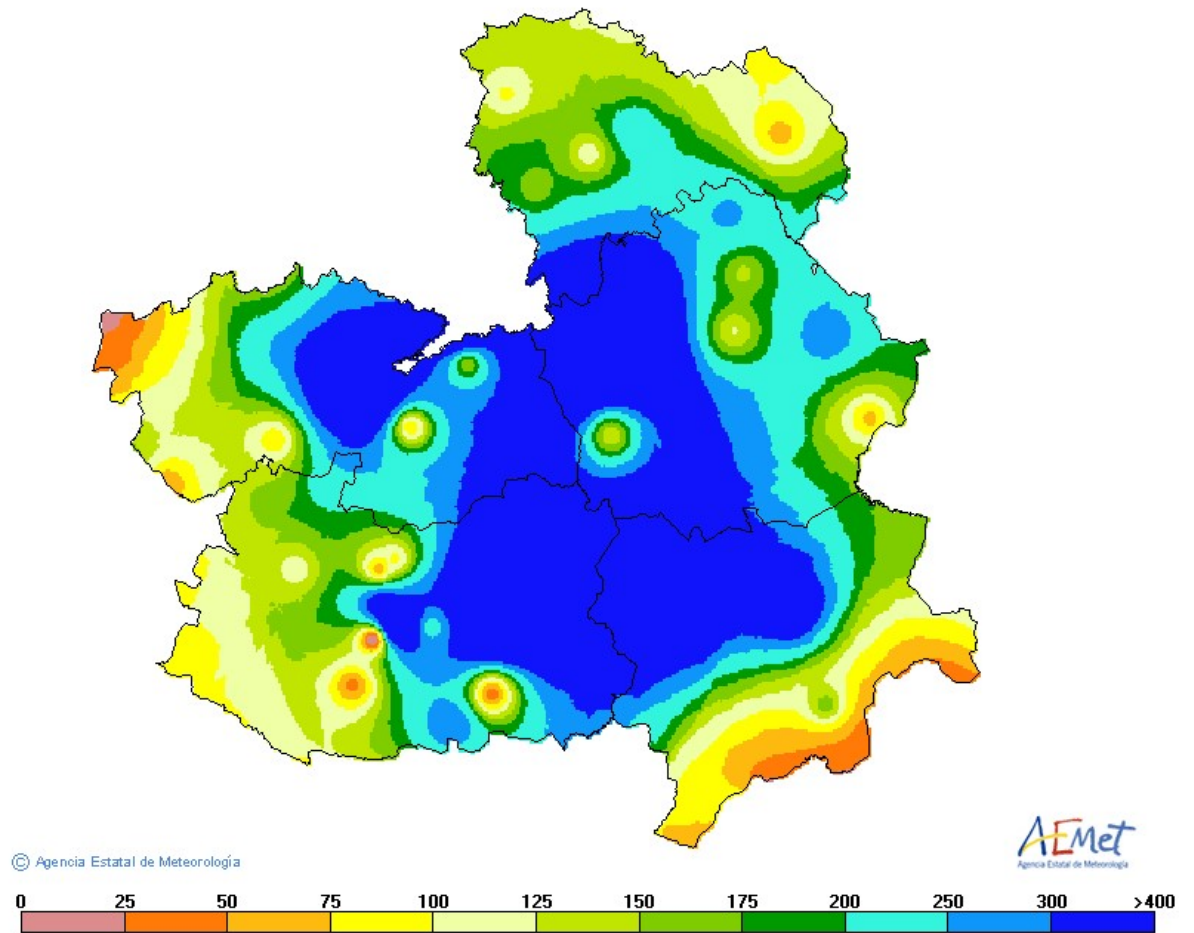 © Agencia Estatal de Meteorología
AEMet
Agencia Estatal de Meteorología
0 25 50 75 100 125 150 175 200 250 300 >400